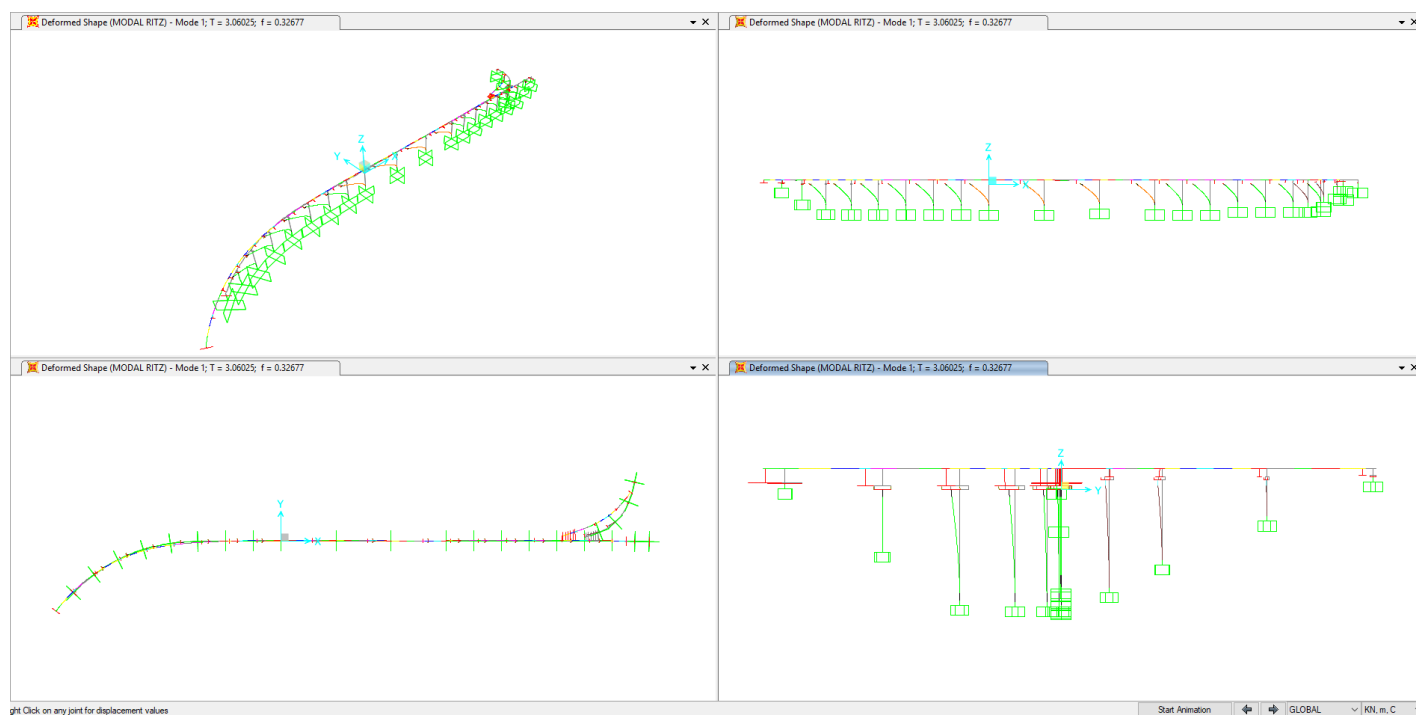 Deformed Shape (MODAL RITZ) - Mode 1; T = 3.06025; f = 0.32677
Deformed Shape (MODAL RITZ) - Mode 1; T = 3.06025; f = 0.32677
Z
Y
X
Z
X
Deformed Shape (MODAL RITZ) - Mode 1; T = 3.06025; f = 0.32677
Deformed Shape (MODAL RITZ) - Mode 1; T = 3.06025; f = 0.32677
Y
X
Z
Y
ght Click on any joint for displacement values
Start Animation
GLOBAL
KN, m, C